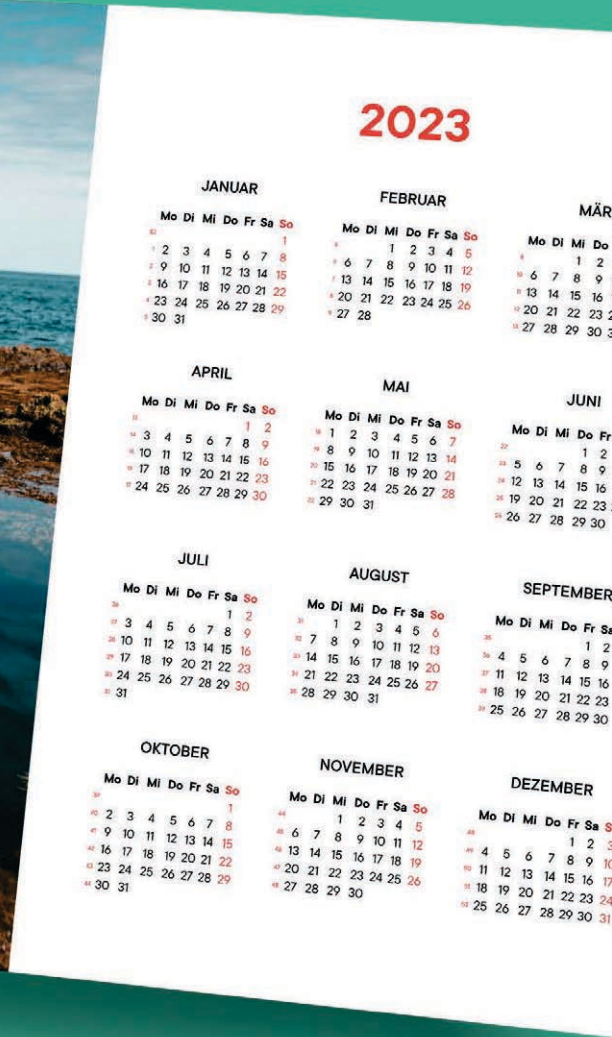 2023
JANUAR
Mo Di Mi Do Fr Sa So
1
2 3 4 5 6 7 8
9 10 11 12 13 14 15
16 17 18 19 20 21 22
23 24 25 26 27 28 29
30 31
FEBRUAR
Mo Di Mi Do Fr Sa So
1 2 3 4 5
6 7 8 9 10 11 12
13 14 15 16 17 18 19
20 21 22 23 24 25 26
27 28
MÄR
Mo Di Mi Do
1 2
6 7 8 9
13 14 15 16
20 21 22 23
27 28 29 30
APRIL
Mo Di Mi Do Fr Sa So
1 2
3 4 5 6 7 8 9
10 11 12 13 14 15 16
17 18 19 20 21 22 23
24 25 26 27 28 29 30
MAI
Mo Di Mi Do Fr Sa So
1 2 3 4 5 6 7
8 9 10 11 12 13 14
15 16 17 18 19 20 21
22 23 24 25 26 27 28
29 30 31
JUNI
Mo Di Mi Do Fr
1 2
5 6 7 8 9
12 13 14 15 16
19 20 21 22 23
26 27 28 29 30
JULI
Mo Di Mi Do Fr Sa So
1 2
3 4 5 6 7 8 9
10 11 12 13 14 15 16
17 18 19 20 21 22 23
24 25 26 27 28 29 30
31
AUGUST
Mo Di Mi Do Fr Sa So
1 2 3 4 5 6
7 8 9 10 11 12 13
14 15 16 17 18 19 20
21 22 23 24 25 26 27
28 29 30 31
SEPTEMBER
Mo Di Mi Do Fr Sa
1 2
4 5 6 7 8 9
11 12 13 14 15 16
18 19 20 21 22 23
25 26 27 28 29 30
OKTOBER
Mo Di Mi Do Fr Sa So
1
2 3 4 5 6 7 8
9 10 11 12 13 14 15
16 17 18 19 20 21 22
23 24 25 26 27 28 29
30 31
NOVEMBER
Mo Di Mi Do Fr Sa So
1 2 3 4 5
6 7 8 9 10 11 12
13 14 15 16 17 18 19
20 21 22 23 24 25 26
27 28 29 30
DEZEMBER
Mo Di Mi Do Fr Sa S
1 2 3
4 5 6 7 8 9 10
11 12 13 14 15 16 17
18 19 20 21 22 23 24
25 26 27 28 29 30 31